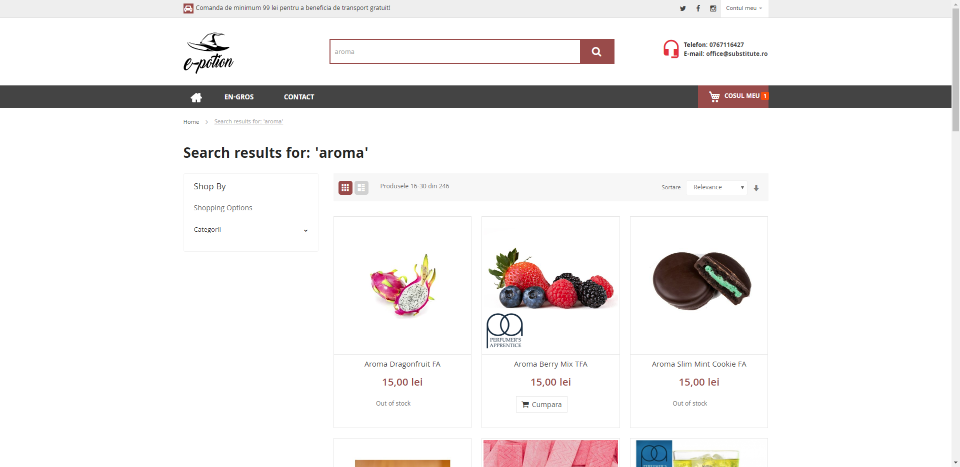 Comanda de minimum 99 lei pentru a beneficia de transport gratuit!
Contul meu
e-potion
aroma
Telefon: 0767116427
E-mail: office@substitute.ro
EN-GROS
CONTACT
COSUL MEU 1
Home > Search results for: 'aroma'
Search results for: 'aroma'
Shop By
Shopping Options
Categorii
Produsele 16-30 din 246
Sortare
Relevance
PERFUMER'S
APPRENTICE
Aroma Dragonfruit FA
Aroma Berry Mix TFA
Aroma Slim Mint Cookie FA
15,00 lei
15,00 lei
15,00 lei
Out of stock
Cumpara
Out of stock